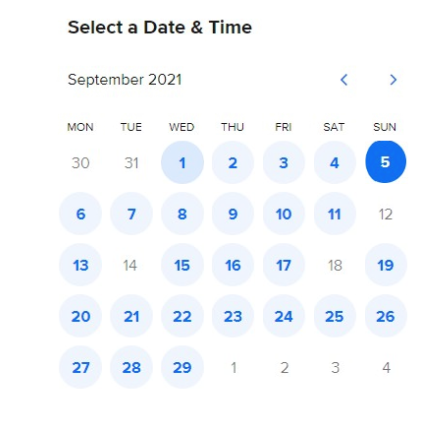 Select a Date & Time
September 2021
MON TUE WED THU FRI SAT SUN
30 31 1 2 3 4 5
6 7 8 9 10 11 12
13 14 15 16 17 18 19
20 21 22 23 24 25 26
27 28 29 1 2 3 4